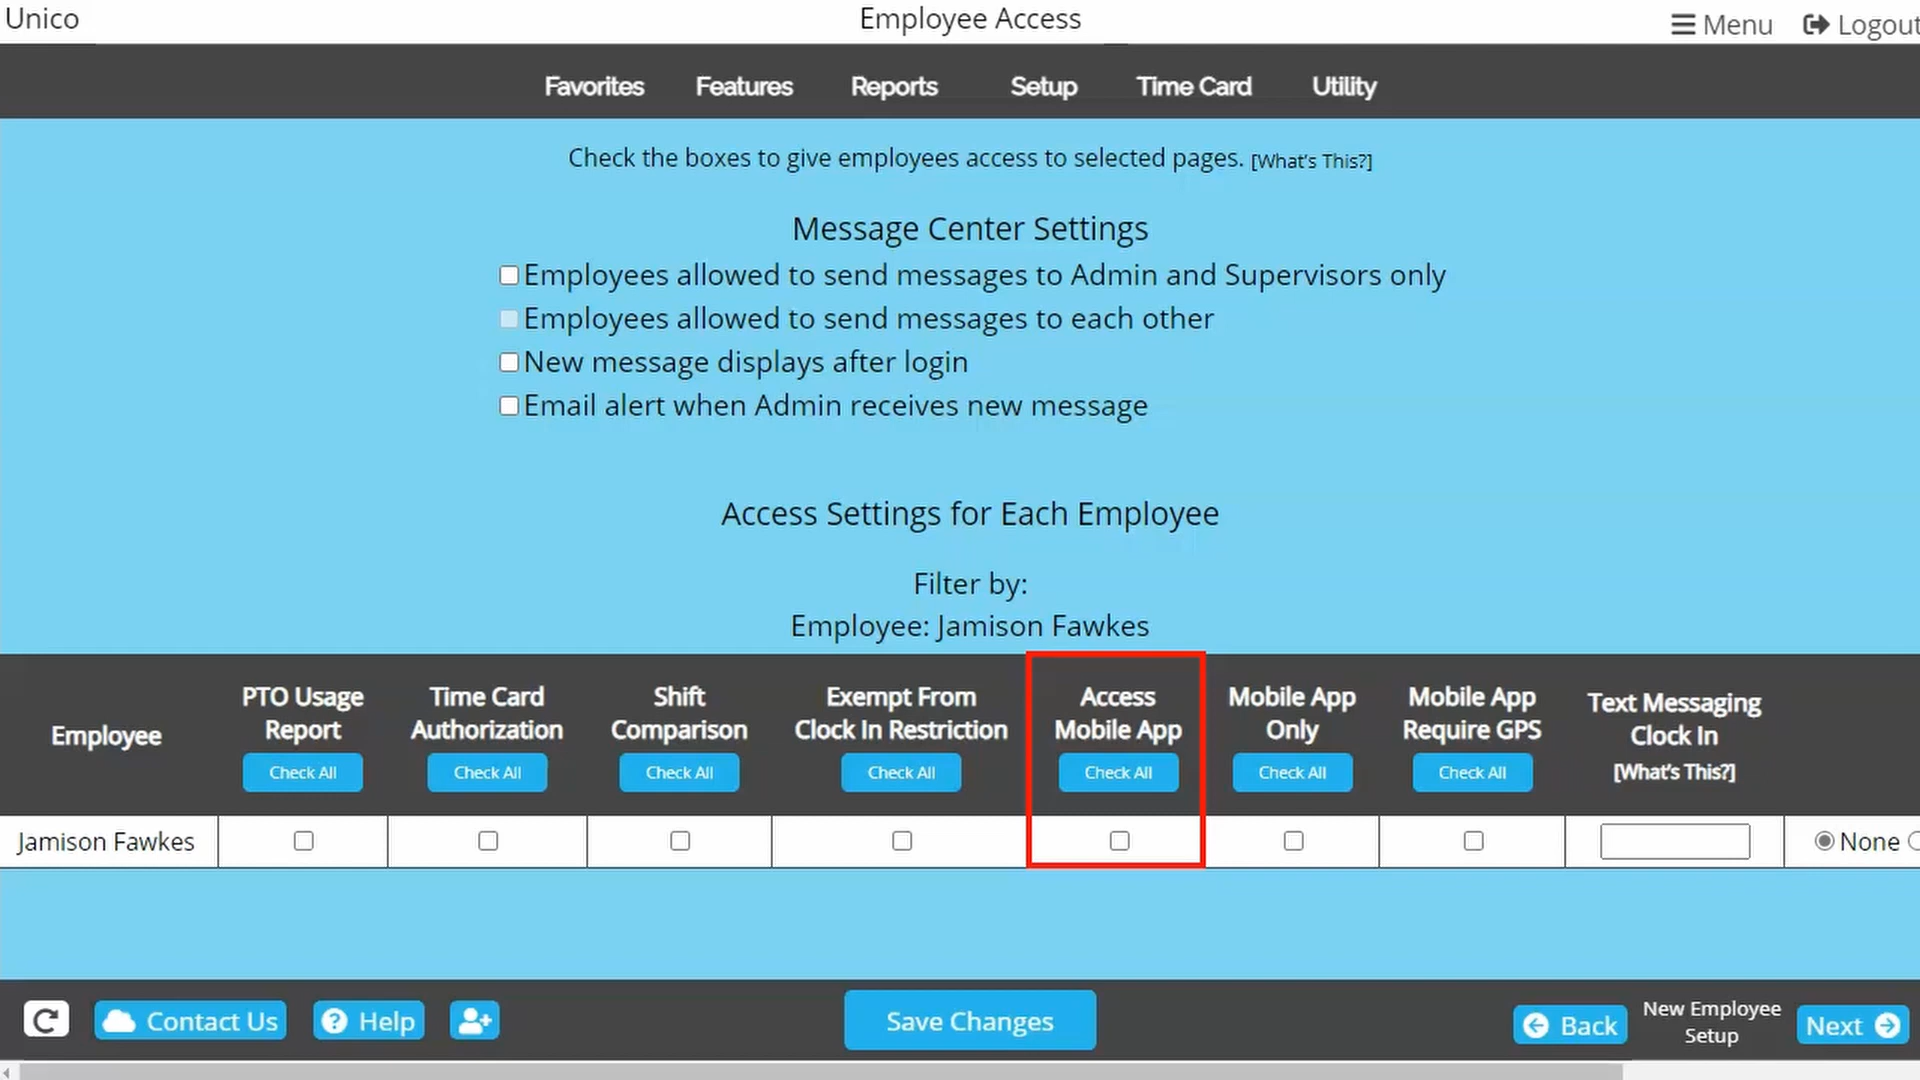 Unico
Employee Access
Menu
Logout
Favorites
Features
Reports
Setup
Time Card
Utility
Check the boxes to give employees access to selected pages. [What's This?]
Message Center Settings
Employees allowed to send messages to Admin and Supervisors only
Employees allowed to send messages to each other
New message displays after login
Email alert when Admin receives new message
Access Settings for Each Employee
Filter by:
Employee: Jamison Fawkes
Employee
PTO Usage
Report
Check All
Time Card
Authorization
Check All
Shift
Comparison
Check All
Exempt From
Clock In Restriction
Check All
Access
Mobile App
Check All
Mobile App
Only
Check All
Mobile App
Require GPS
Check All
Text Messaging
Clock In
[What's This?]
Jamison Fawkes
None
Contact Us
Help
Save Changes
Back
New Employee
Setup
Next